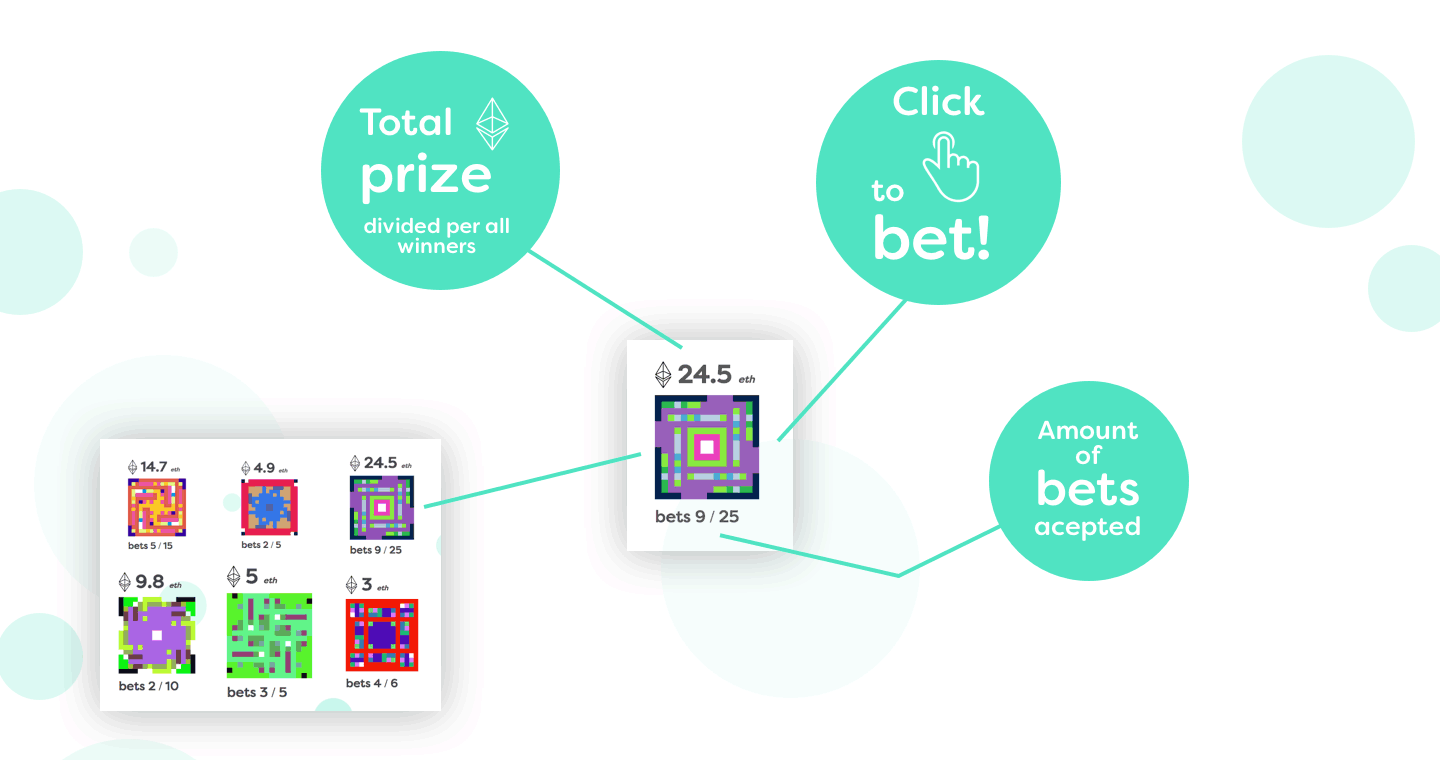 Total
prize
divided per all
winners
Click
to
bet!
24.5 eth
bets 9 / 25
Amount
of
bets
acepted
14.7 eth
bets 5 / 15
4.9 eth
bets 2 / 5
24.5 eth
bets 9 / 25
9.8 eth
bets 2 / 10
5 eth
bets 3 / 5
3 eth
bets 4 / 6